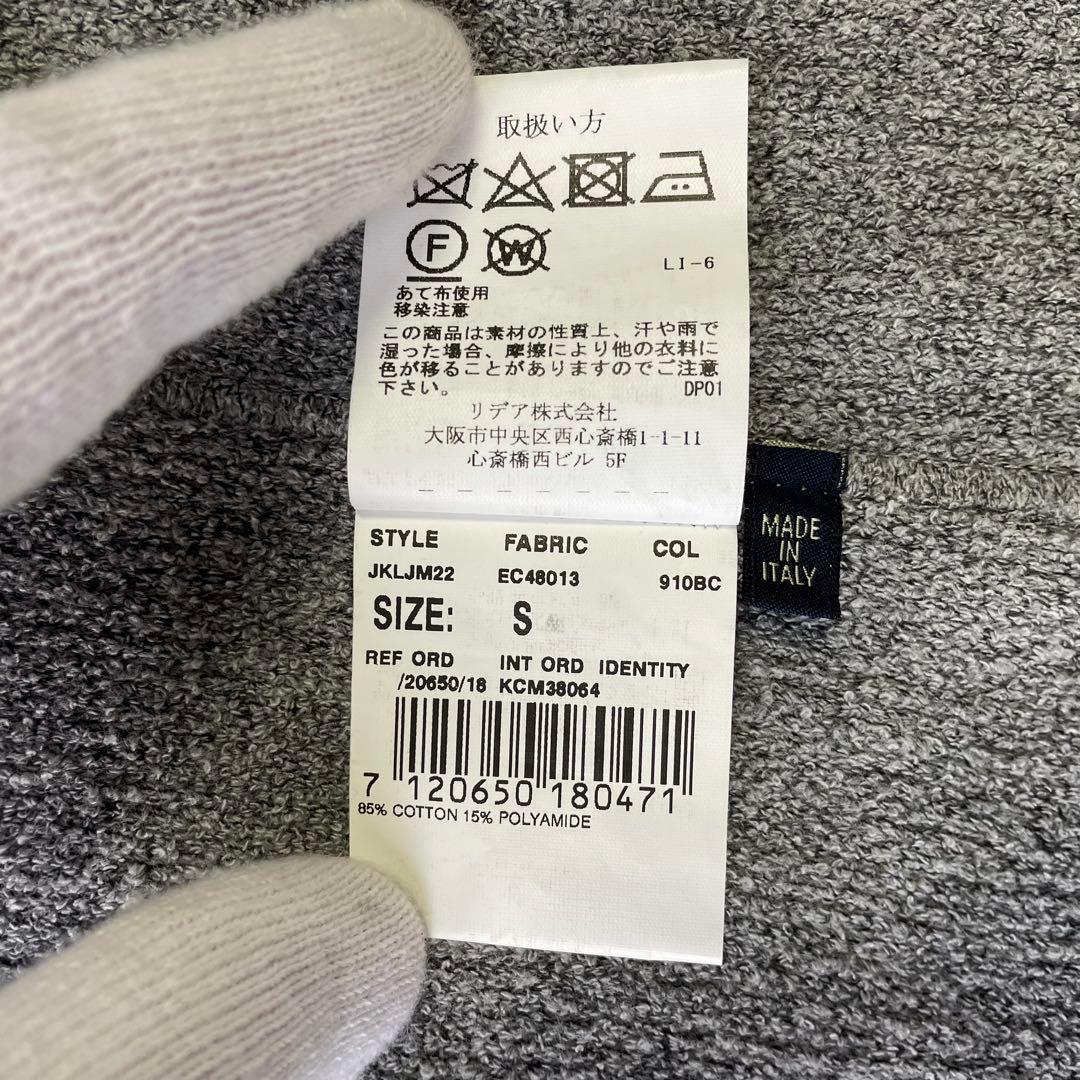 取扱い方
F W
LI-6
あて布使用
移染注意
この商品は素材の性質上、汗や雨で
湿った場合、摩擦により他の衣料に
色が移ることがありますのでご注意
下さい。 DP01
リデア株式会社
大阪市中央区西心斎橋1-1-11
心斎橋西ビル 5F
STYLE FABRIC COL
JKLJM22 EC48013 910BC
SIZE: S
REF ORD INT ORD IDENTITY
/20650/18 KCM38064
7 120650 180471
85% COTTON 15% POLYAMIDE
MADE
IN
ITALY